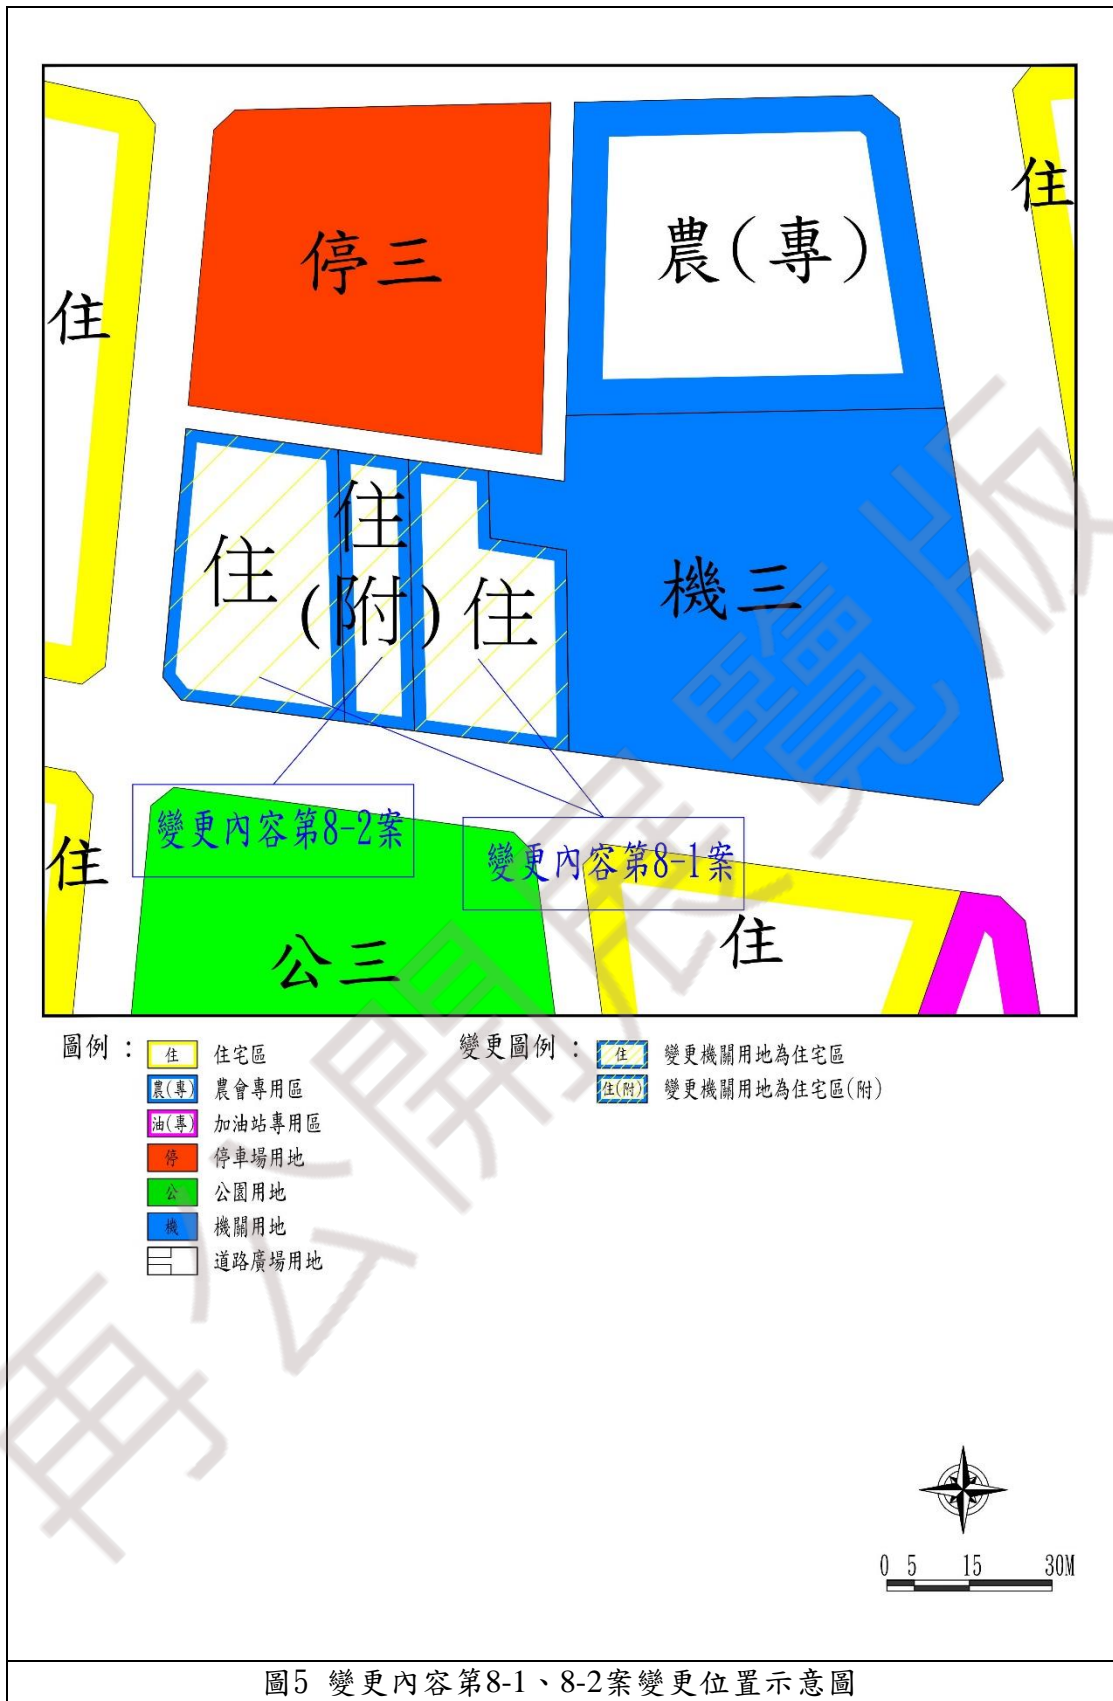 停三
農(專)
住
住
住
住
(附)
住
機三
變更內容第8-2案
變更內容第8-1案
住
住
公三
圖例：
住 住宅區
農(專) 農會專用區
油(專) 加油站專用區
停 停車場用地
公 公園用地
機 機關用地
道路廣場用地
變更圖例：
住 變更機關用地為住宅區
住(附) 變更機關用地為住宅區(附)
再公開展覽版
0 5 15 30M
圖5 變更內容第8-1、8-2案變更位置示意圖